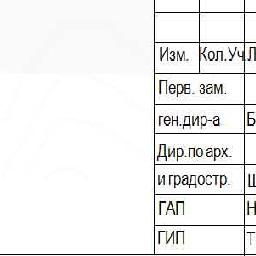 Изм. Кол.Уч
Перв. зам.
ген.дир-а
Дир.по арх.
и градостр.
ГАП
ГИП